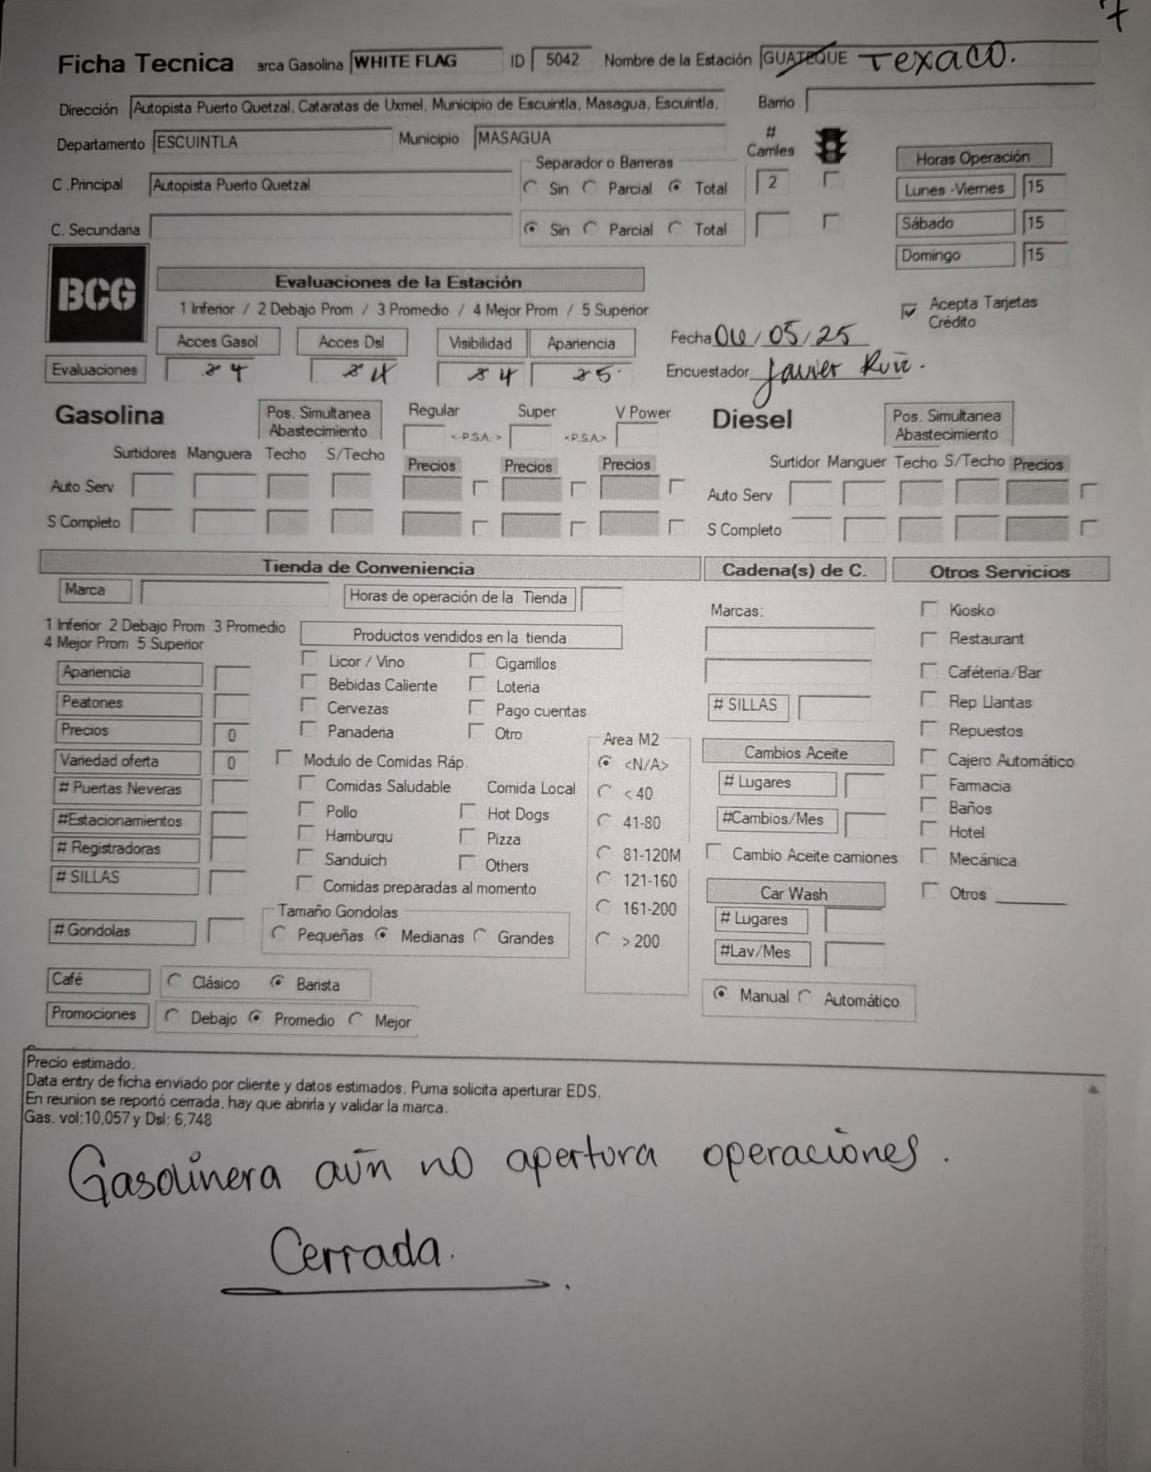 7
Ficha Tecnica arca Gasolina WHITE FLAG ID 5042 Nombre de la Estación GUATEQUE Texaco.
Dirección Autopista Puerto Quetzal, Cataratas de Uxmel, Municipio de Escuintla, Masagua, Escuintla, Barrio
Departamento ESCUINTLA Municipio MASAGUA # Carriles
Separador o Barreras
C .Principal Autopista Puerto Quetzal Sin Parcial Total 2
C. Secundaria Sin Parcial Total
Horas Operación
Lunes -Viernes 15
Sábado 15
Domingo 15
BCG
Evaluaciones de la Estación
1 Inferior / 2 Debajo Prom / 3 Promedio / 4 Mejor Prom / 5 Superior
Acepta Tarjetas
Crédito
Acces Gasol Acces Dsl Visibilidad Apariencia
Fecha 06/05/25
Evaluaciones 4 4 4 5
Encuestador Javier Ruiz.
Gasolina Pos. Simultanea Abastecimiento Regular Super V Power
<-P.S.A.-> <P.S.A>
Surtidores Manguera Techo S/Techo Precios Precios Precios
Auto Serv
S Completo
Diesel Pos. Simultanea Abastecimiento
Surtidor Manguer Techo S/Techo Precios
Auto Serv
S Completo
Tienda de Conveniencia
Marca Horas de operación de la Tienda
1 Inferior 2 Debajo Prom 3 Promedio
4 Mejor Prom 5 Superior
Apariencia
Peatones
Precios 0
Variedad oferta 0
# Puertas Neveras
#Estacionamientos
# Registradoras
# SILLAS
# Gondolas
Productos vendidos en la tienda
Licor / Vino Cigarrillos
Bebidas Caliente Loteria
Cervezas Pago cuentas
Panaderia Otro
Modulo de Comidas Ráp.
Comidas Saludable Comida Local
Pollo Hot Dogs
Hamburqu Pizza
Sanduich Others
Comidas preparadas al momento
Tamaño Gondolas
Pequeñas Medianas Grandes
Area M2
<N/A>
< 40
41-80
81-120M
121-160
161-200
> 200
Café Clásico Barista
Promociones Debajo Promedio Mejor
Cadena(s) de C.
Marcas:
# SILLAS
Cambios Aceite
# Lugares
#Cambios/Mes
Cambio Aceite camiones
Car Wash
# Lugares
#Lav/Mes
Manual Automático
Otros Servicios
Kiosko
Restaurant
Caféteria/Bar
Rep Llantas
Repuestos
Cajero Automático
Farmacia
Baños
Hotel
Mecánica
Otros
Precio estimado.
Data entry de ficha enviado por cliente y datos estimados. Puma solicita aperturar EDS.
En reunion se reportó cerrada, hay que abrirla y validar la marca.
Gas. vol:10,057 y Dsl: 6,748
Gasolinera aún no apertura operaciones.
Cerrada.